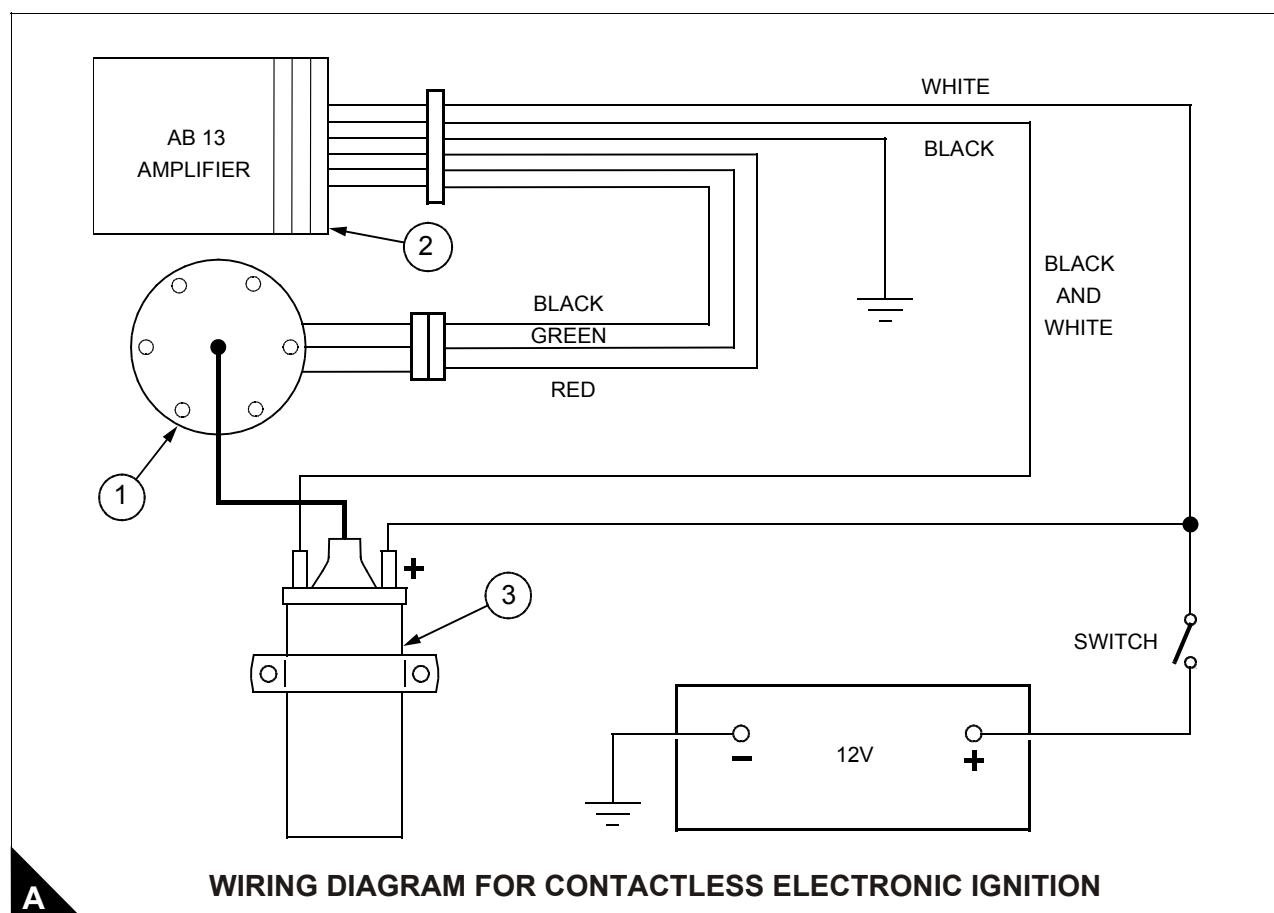 WHITE
AB 13
AMPLIFIER
BLACK
2
BLACK
AND
WHITE
BLACK
GREEN
RED
1
+
3
SWITCH
12V
−
+
A
WIRING DIAGRAM FOR CONTACTLESS ELECTRONIC IGNITION